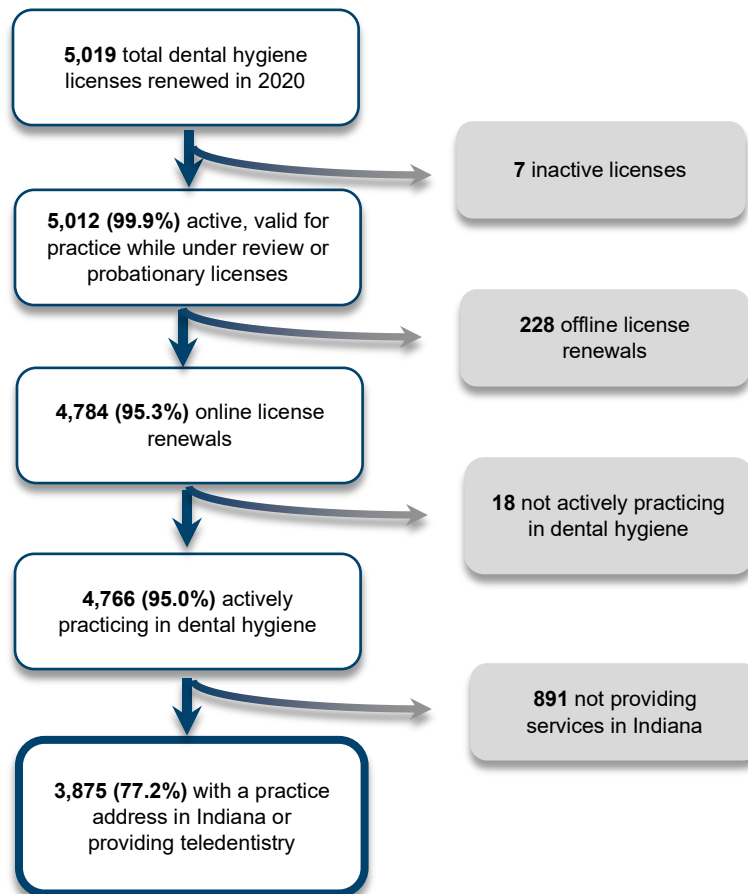 5,019 total dental hygiene
licenses renewed in 2020
7 inactive licenses
5,012 (99.9%) active, valid for
practice while under review or
probationary licenses
228 offline license
renewals
4,784 (95.3%) online license
renewals
18 not actively practicing
in dental hygiene
4,766 (95.0%) actively
practicing in dental hygiene
891 not providing
services in Indiana
3,875 (77.2%) with a practice
address in Indiana or
providing teledentistry